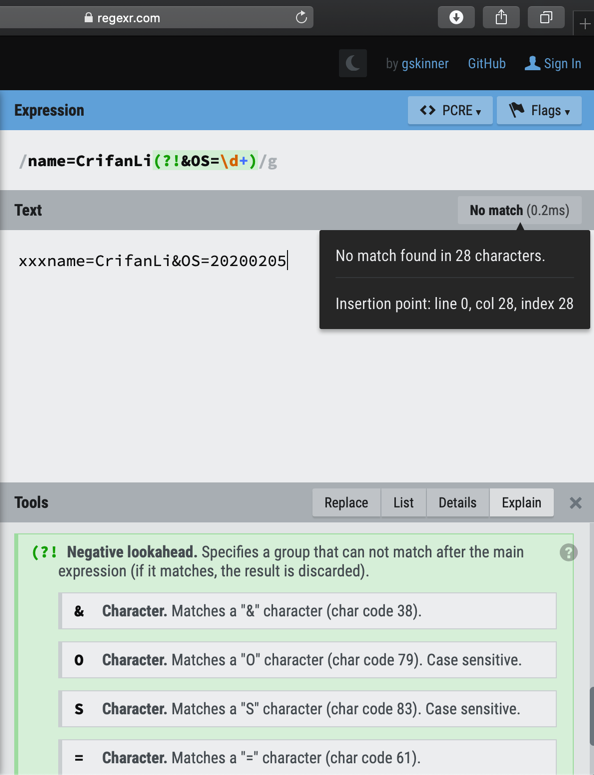 regexr.com
by gskinner GitHub Sign In
Expression <> PCRE ▾ Flags ▾
/name=CrifanLi(?!&OS=\d+)/g
Text No match (0.2ms)
No match found in 28 characters.
xxxname=CrifanLi&OS=20200205
Insertion point: line 0, col 28, index 28
Tools Replace List Details Explain ×
(?! Negative lookahead. Specifies a group that can not match after the main ?
expression (if it matches, the result is discarded).
& Character. Matches a "&" character (char code 38).
O Character. Matches a "O" character (char code 79). Case sensitive.
S Character. Matches a "S" character (char code 83). Case sensitive.
= Character. Matches a "=" character (char code 61).